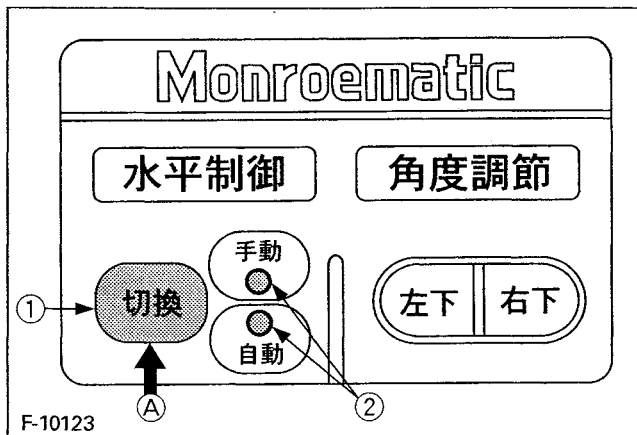 Monroematic
水平制御 角度調節
手動
① 切換 左下 右下
自動
Ⓐ ②
F-10123